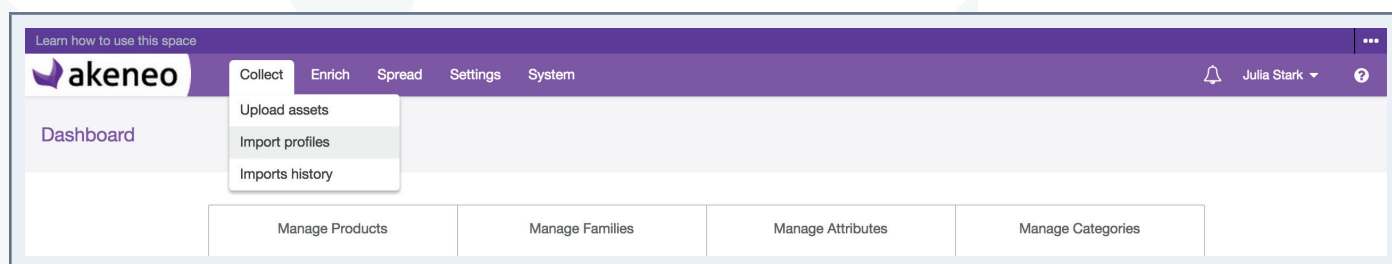 Learn how to use this space
akeneo Collect Enrich Spread Settings System Julia Stark
Upload assets
Dashboard
Import profiles
Imports history
Manage Products Manage Families Manage Attributes Manage Categories